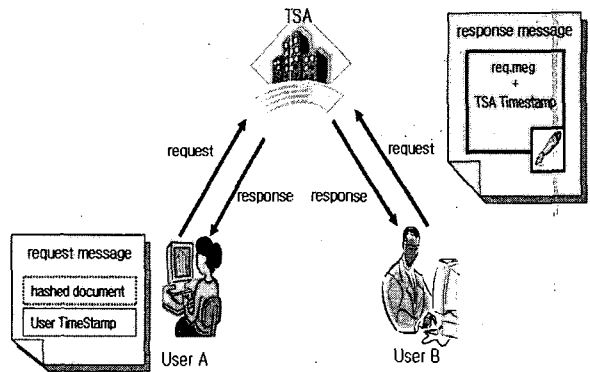 TSA
response message
req.meg
+
TSA Timestamp
request
request
response
response
request message
hashed document
User TimeStamp
User A
User B